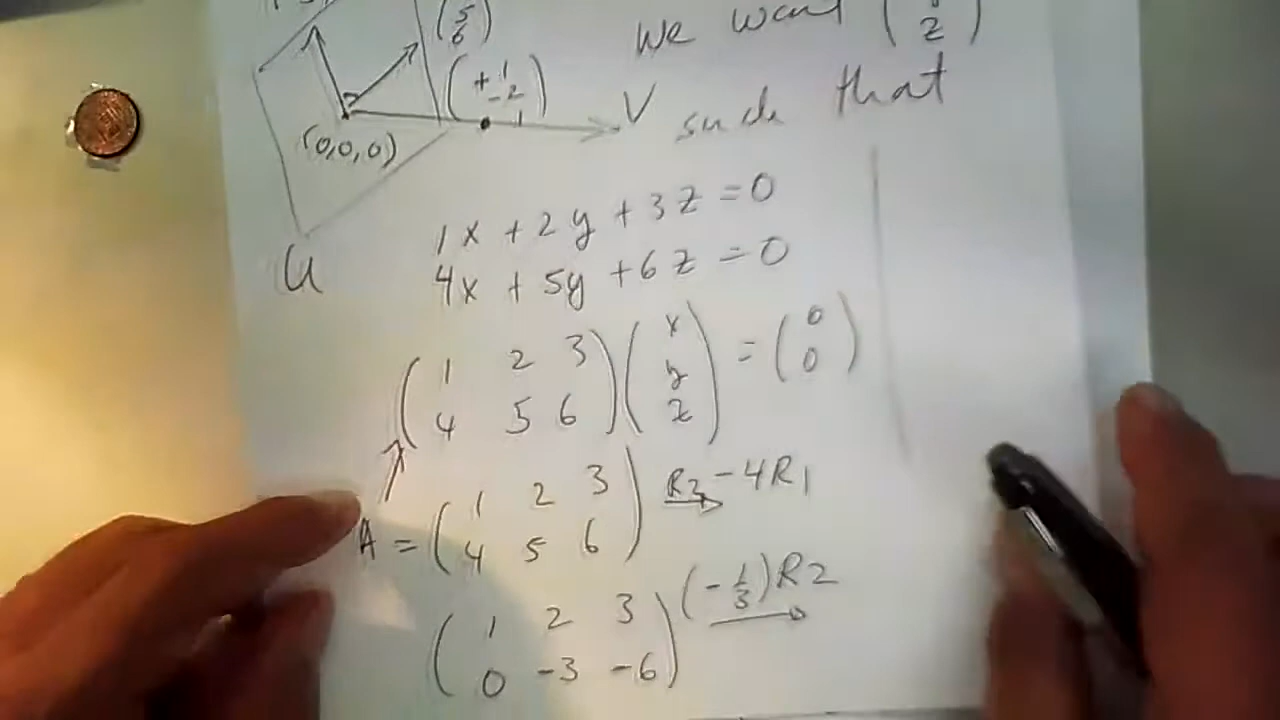 (5
6)
We want (
z )
(+1
-2
1)
V such that
(0,0,0)
U
1x + 2y + 3z = 0
4x + 5y + 6z = 0
(1 2 3) (x = (0
4 5 6) y 0)
z)
A = (1 2 3 R2 - 4R1
4 5 6)
(1 2 3 (-1/3)R2
0 -3 -6)